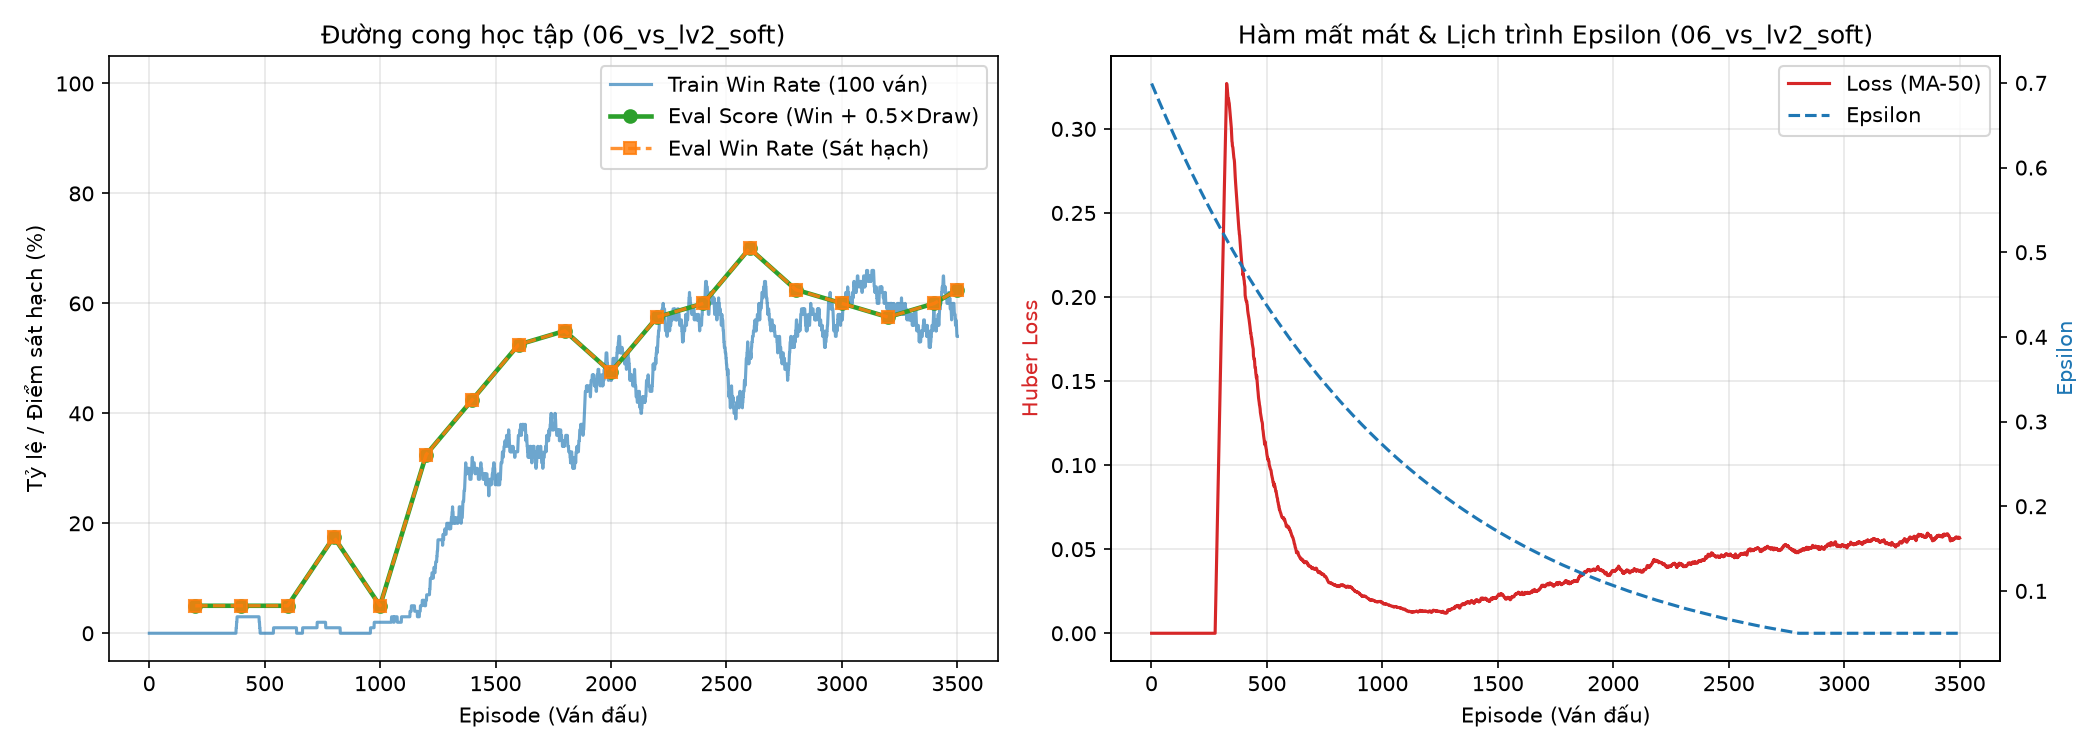 Đường cong học tập (06_vs_lv2_soft)
Train Win Rate (100 ván)
Eval Score (Win + 0.5×Draw)
Eval Win Rate (Sát hạch)
Tỷ lệ / Điểm sát hạch (%)
100
80
60
40
20
0
0 500 1000 1500 2000 2500 3000 3500
Episode (Ván đấu)
Hàm mất mát & Lịch trình Epsilon (06_vs_lv2_soft)
Loss (MA-50)
Epsilon
Huber Loss
0.30
0.25
0.20
0.15
0.10
0.05
0.00
0.7
0.6
0.5
0.4
0.3
0.2
0.1
Epsilon
0 500 1000 1500 2000 2500 3000 3500
Episode (Ván đấu)